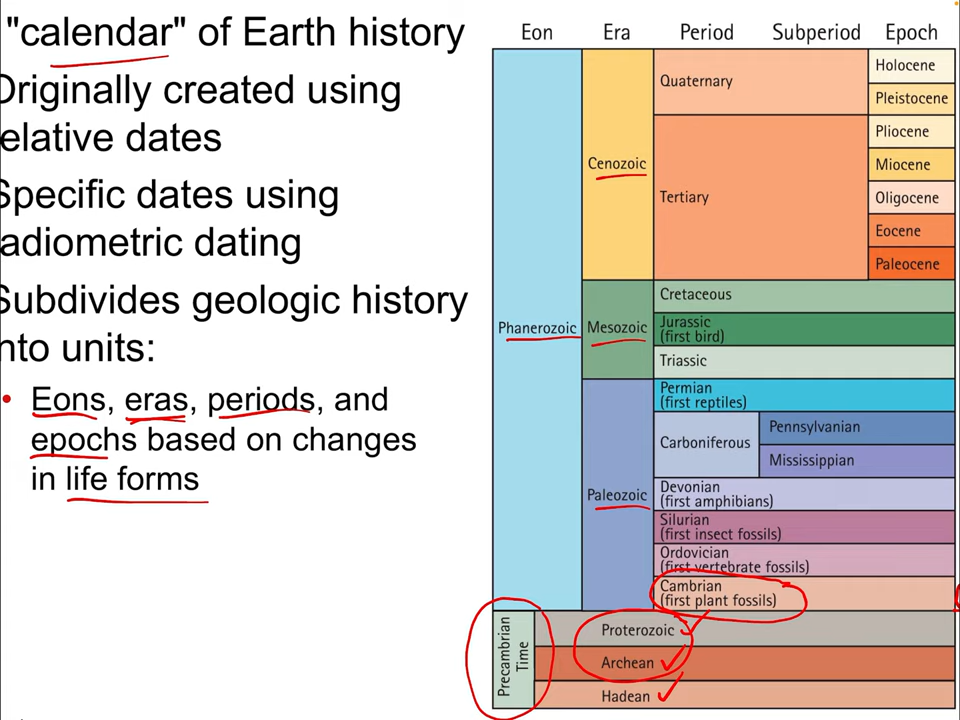 "calendar" of Earth history
Originally created using
relative dates
Specific dates using
radiometric dating
Subdivides geologic history
into units:
• Eons, eras, periods, and
epochs based on changes
in life forms
Eon Era Period Subperiod Epoch
Phanerozoic
Cenozoic
Quaternary
Holocene
Pleistocene
Tertiary
Pliocene
Miocene
Oligocene
Eocene
Paleocene
Mesozoic
Cretaceous
Jurassic
(first bird)
Triassic
Paleozoic
Permian
(first reptiles)
Carboniferous
Pennsylvanian
Mississippian
Devonian
(first amphibians)
Silurian
(first insect fossils)
Ordovician
(first vertebrate fossils)
Cambrian
(first plant fossils)
Precambrian
Time
Proterozoic
Archean
Hadean